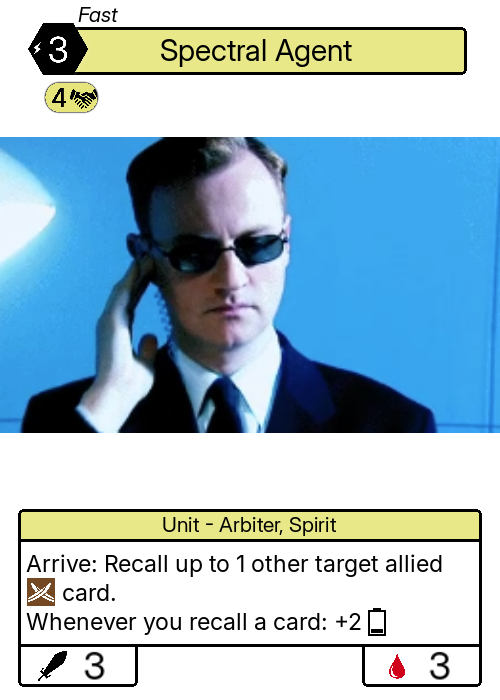 Fast
3
Spectral Agent
4
Unit - Arbiter, Spirit
Arrive: Recall up to 1 other target allied
card.
Whenever you recall a card: +2
3
3